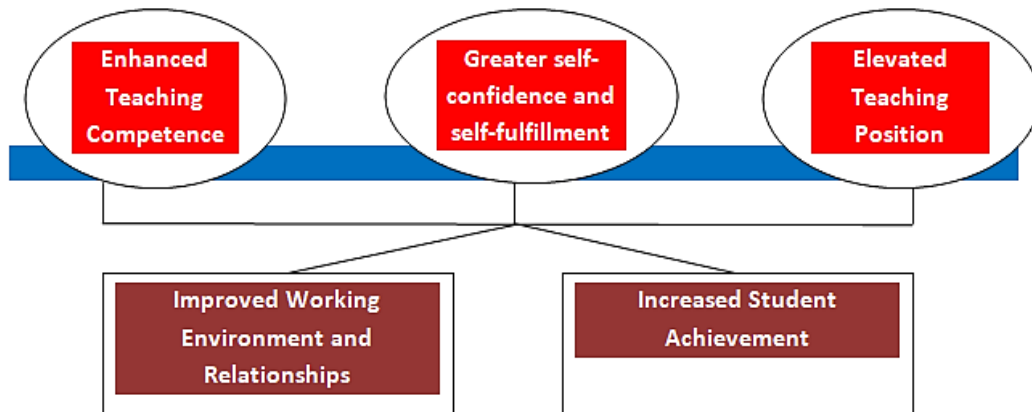 Enhanced
Teaching
Competence
Greater self-
confidence and
self-fulfillment
Elevated
Teaching
Position
Improved Working
Environment and
Relationships
Increased Student
Achievement